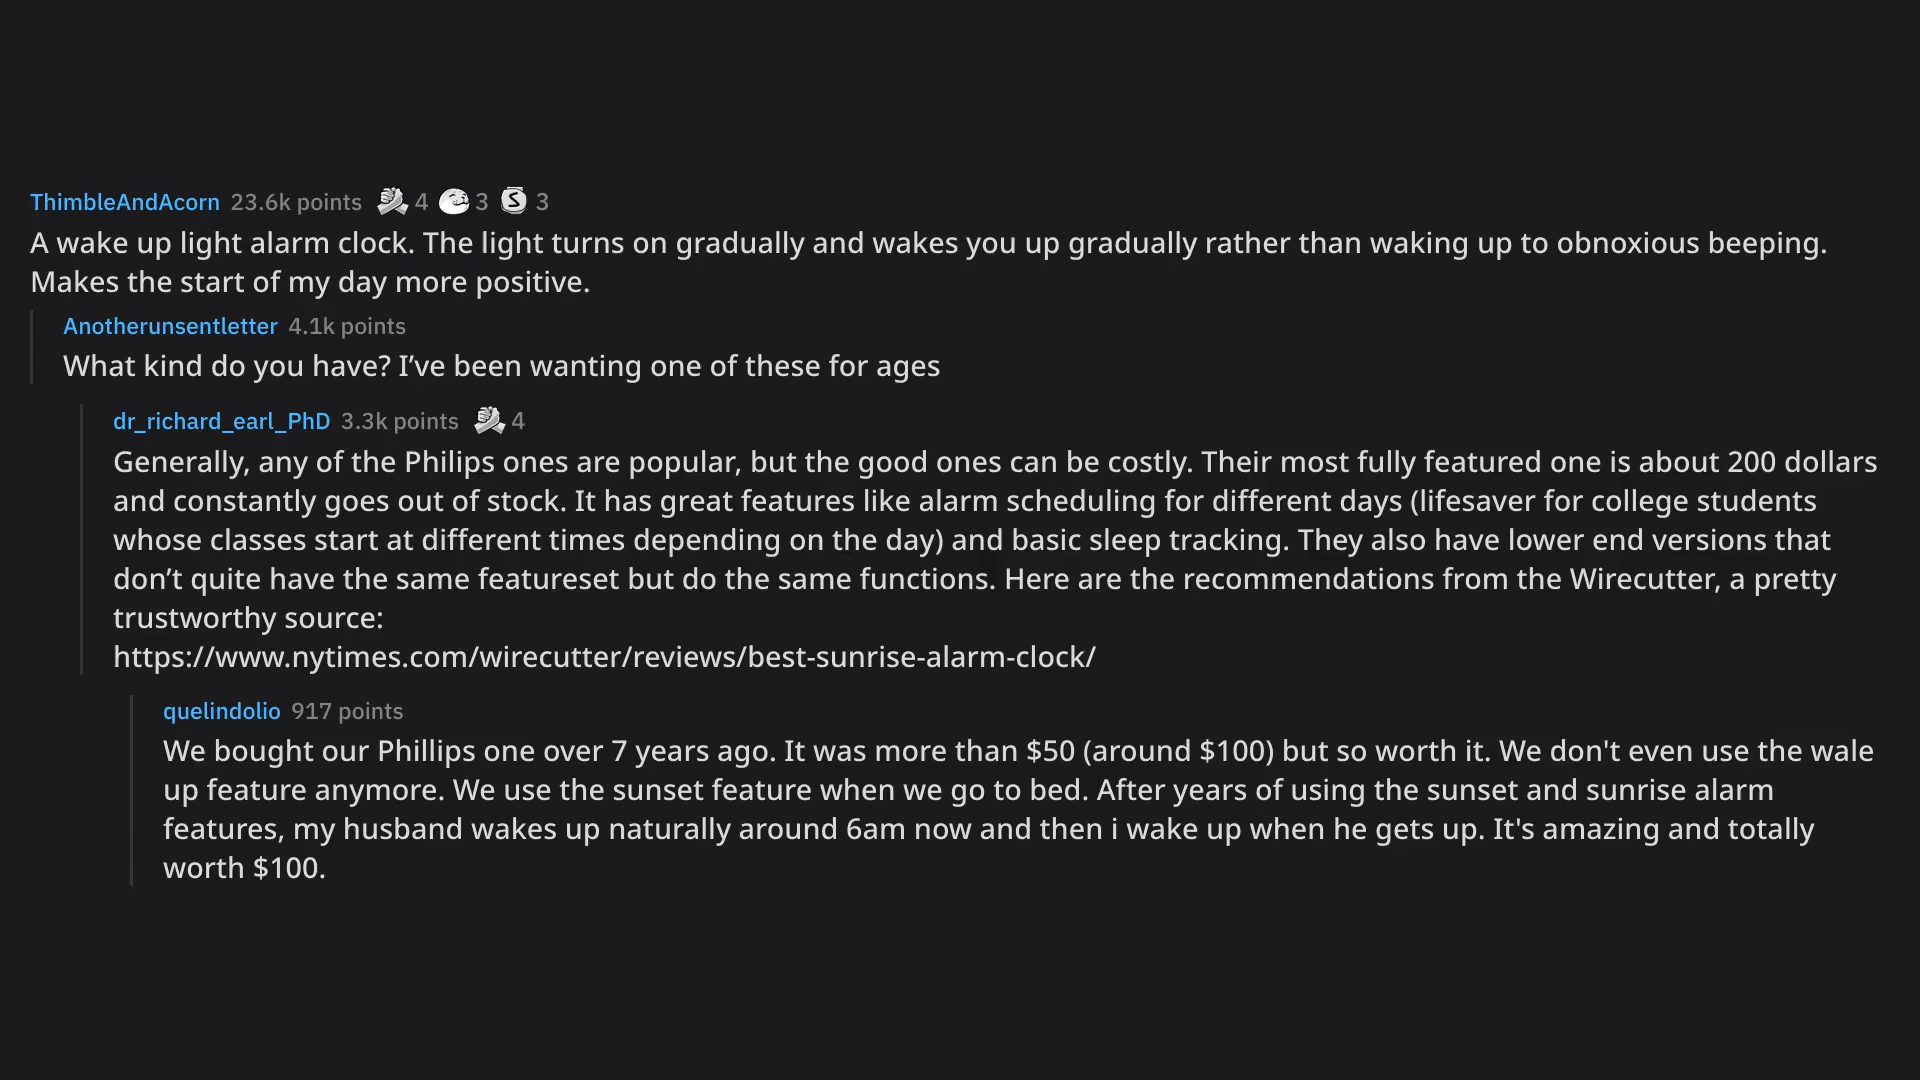 ThimbleAndAcorn 23.6k points 4 3 S 3
A wake up light alarm clock. The light turns on gradually and wakes you up gradually rather than waking up to obnoxious beeping.
Makes the start of my day more positive.
Anotherunsentletter 4.1k points
What kind do you have? I’ve been wanting one of these for ages
dr_richard_earl_PhD 3.3k points 4
Generally, any of the Philips ones are popular, but the good ones can be costly. Their most fully featured one is about 200 dollars
and constantly goes out of stock. It has great features like alarm scheduling for different days (lifesaver for college students
whose classes start at different times depending on the day) and basic sleep tracking. They also have lower end versions that
don’t quite have the same featureset but do the same functions. Here are the recommendations from the Wirecutter, a pretty
trustworthy source:
https://www.nytimes.com/wirecutter/reviews/best-sunrise-alarm-clock/
quelindolio 917 points
We bought our Phillips one over 7 years ago. It was more than $50 (around $100) but so worth it. We don't even use the wale
up feature anymore. We use the sunset feature when we go to bed. After years of using the sunset and sunrise alarm
features, my husband wakes up naturally around 6am now and then i wake up when he gets up. It's amazing and totally
worth $100.